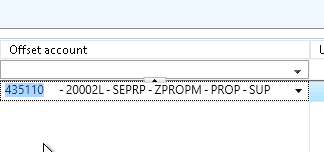 Offset account
435110 - 20002L - SEPRP - ZPROPM - PROP - SUP